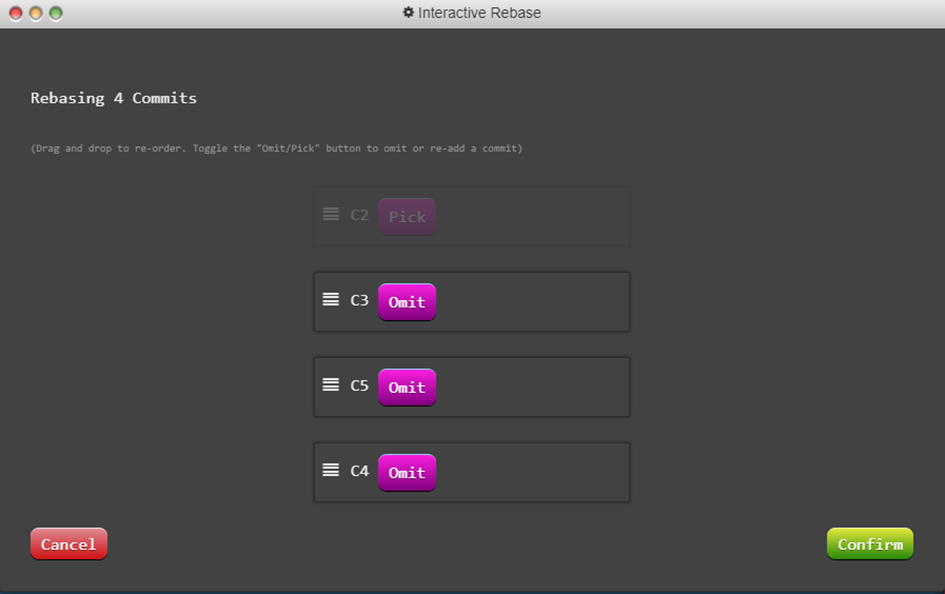 Interactive Rebase
Rebasing 4 Commits
(Drag and drop to re-order. Toggle the "Omit/Pick" button to omit or re-add a commit)
C2 Pick
C3 Omit
C5 Omit
C4 Omit
Cancel
Confirm